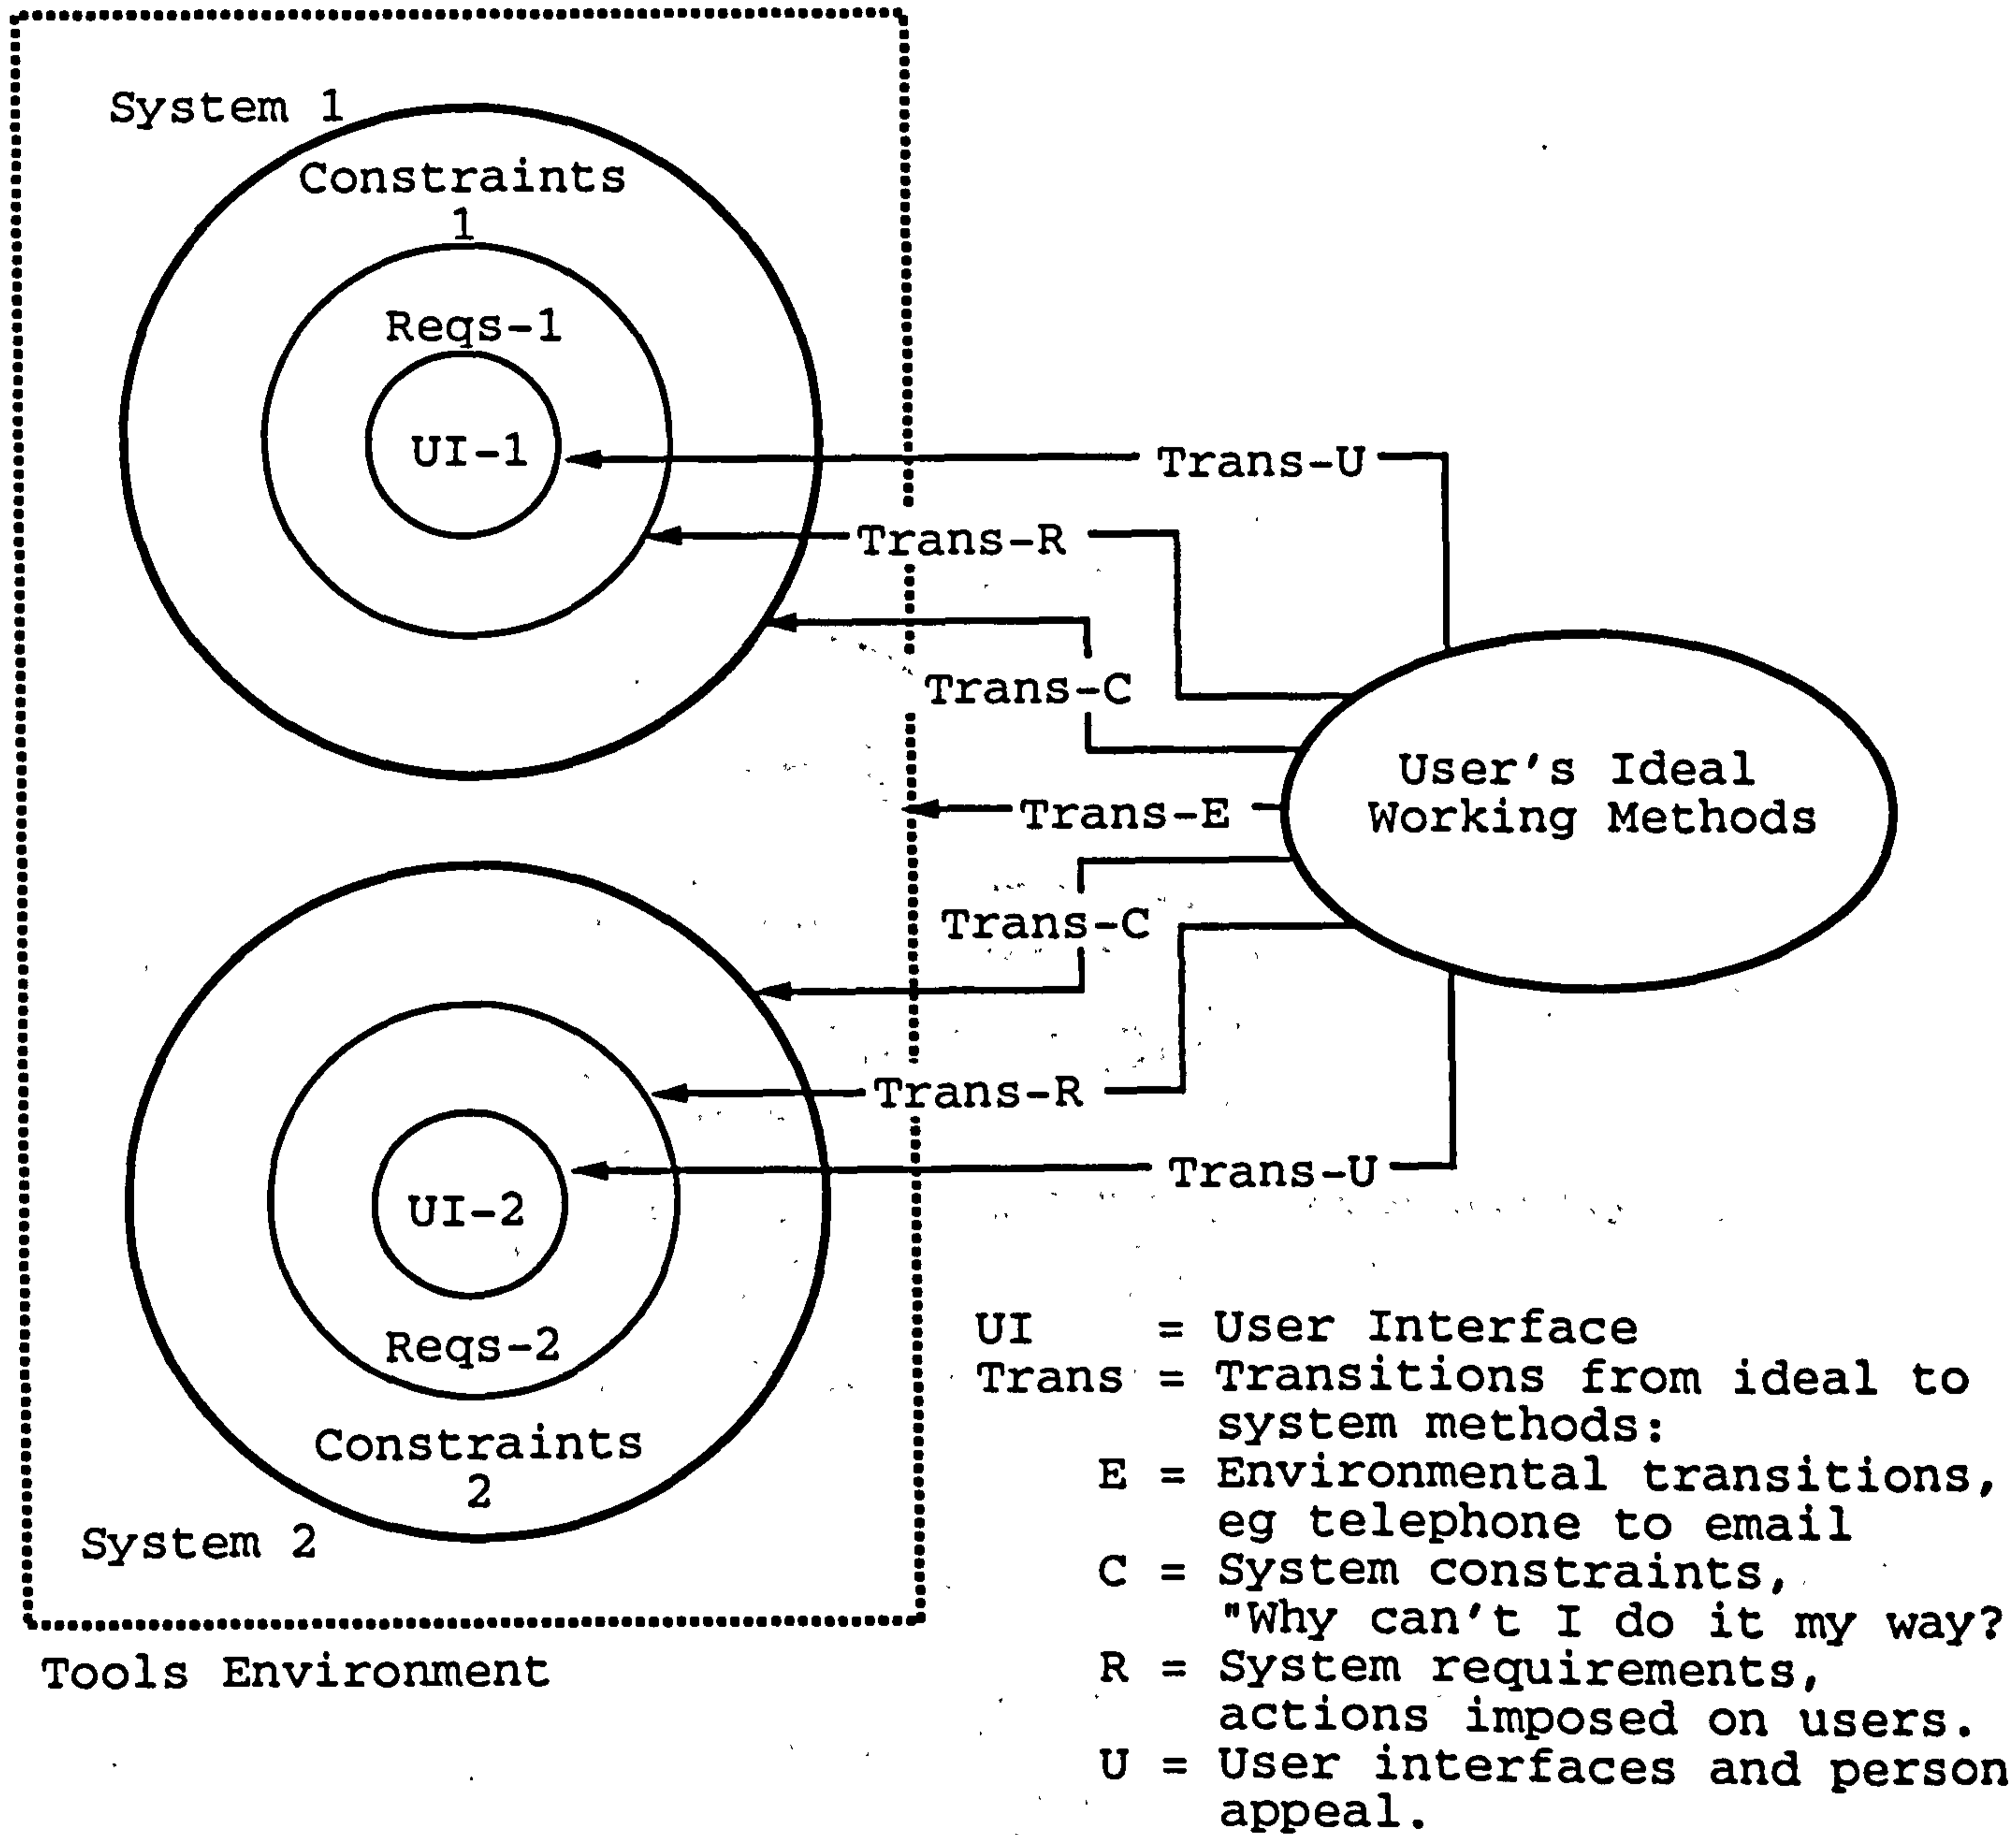 System 1
Constraints
1
Reqs-1
UI-1
Trans-U
Trans-R
Trans-C
User's Ideal
Working Methods
Trans-E
Trans-C
Trans-R
Trans-U
UI-2
Reqs-2
Constraints
2
System 2
Tools Environment
UI = User Interface
Trans = Transitions from ideal to
system methods:
E = Environmental transitions,
eg telephone to email
C = System constraints,
"Why can't I do it my way?
R = System requirements,
actions imposed on users.
U = User interfaces and person
appeal.